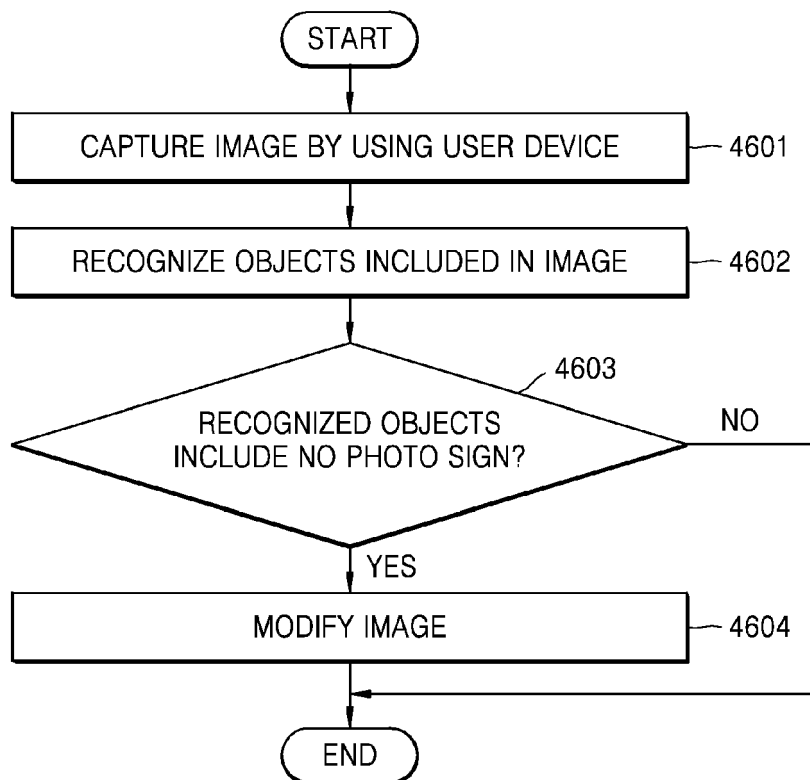 START
CAPTURE IMAGE BY USING USER DEVICE
4601
RECOGNIZE OBJECTS INCLUDED IN IMAGE
4602
4603
RECOGNIZED OBJECTS
INCLUDE NO PHOTO SIGN?
NO
YES
MODIFY IMAGE
4604
END